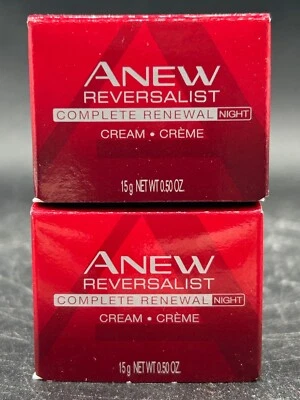 ANEW
REVERSALIST
COMPLETE RENEWAL NIGHT
CREAM • CRÈME
15 g NET WT 0.50 OZ.
ANEW
REVERSALIST
COMPLETE RENEWAL NIGHT
CREAM • CRÈME
15 g NET WT 0.50 OZ.